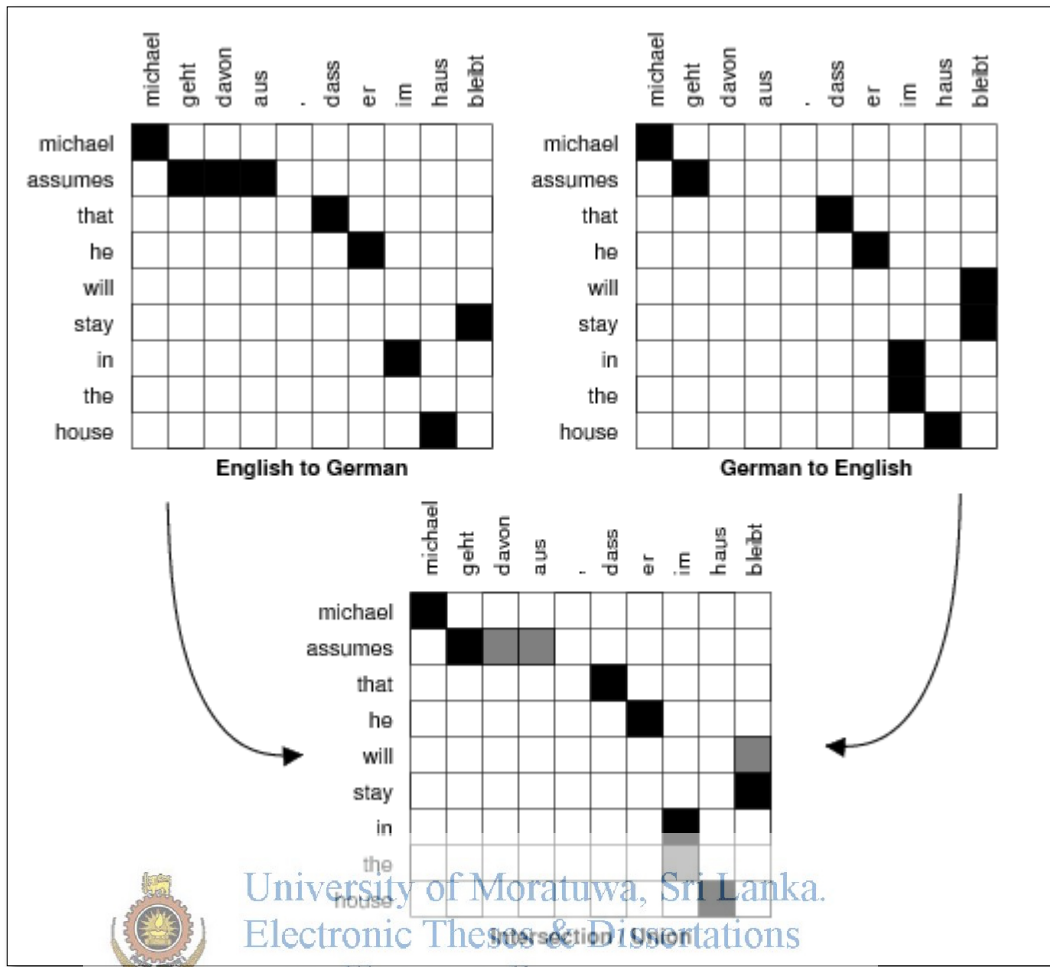 michael geht davon aus , dass er im haus bleibt
michael
assumes
that
he
will
stay
in
the
house
English to German
michael geht davon aus , dass er im haus bleibt
michael
assumes
that
he
will
stay
in
the
house
German to English
michael geht davon aus , dass er im haus bleibt
michael
assumes
that
he
will
stay
in
the
house
Intersection / Union
University of Moratuwa, Sri Lanka.
Electronic Theses & Dissertations